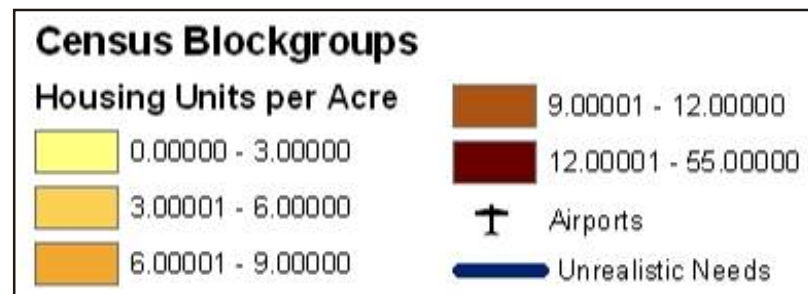 Census Blockgroups
Housing Units per Acre
0.00000 - 3.00000
3.00001 - 6.00000
6.00001 - 9.00000
9.00001 - 12.00000
12.00001 - 55.00000
Airports
Unrealistic Needs